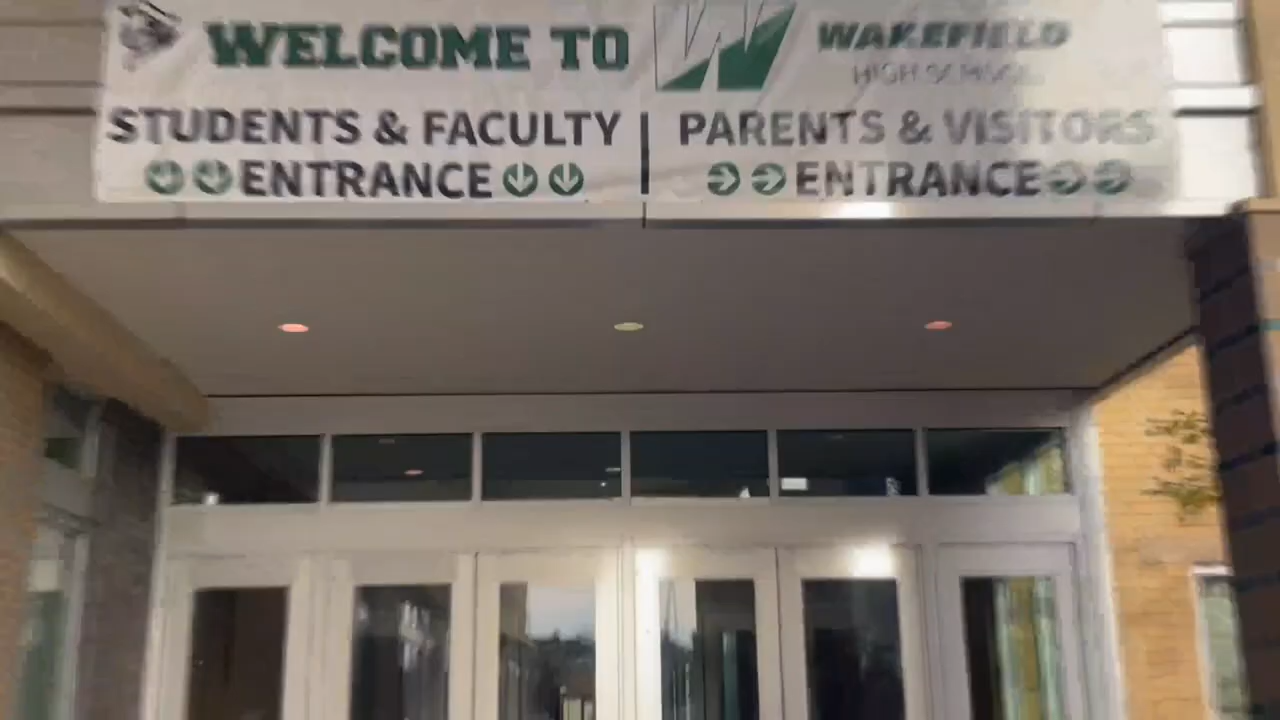 WELCOME TO W WAKEFIELD
HIGH SCHOOL
STUDENTS & FACULTY
ENTRANCE
PARENTS & VISITORS
ENTRANCE